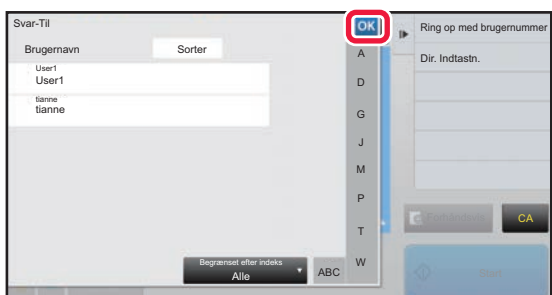 Svar-Til
OK
Ring op med brugernummer
Brugernavn
Sorter
A
Dir. Indtastn.
User1
User1
D
tianne
tianne
G
J
M
P
CA
T
W
Begrænset efter indeks
Alle
ABC
Start